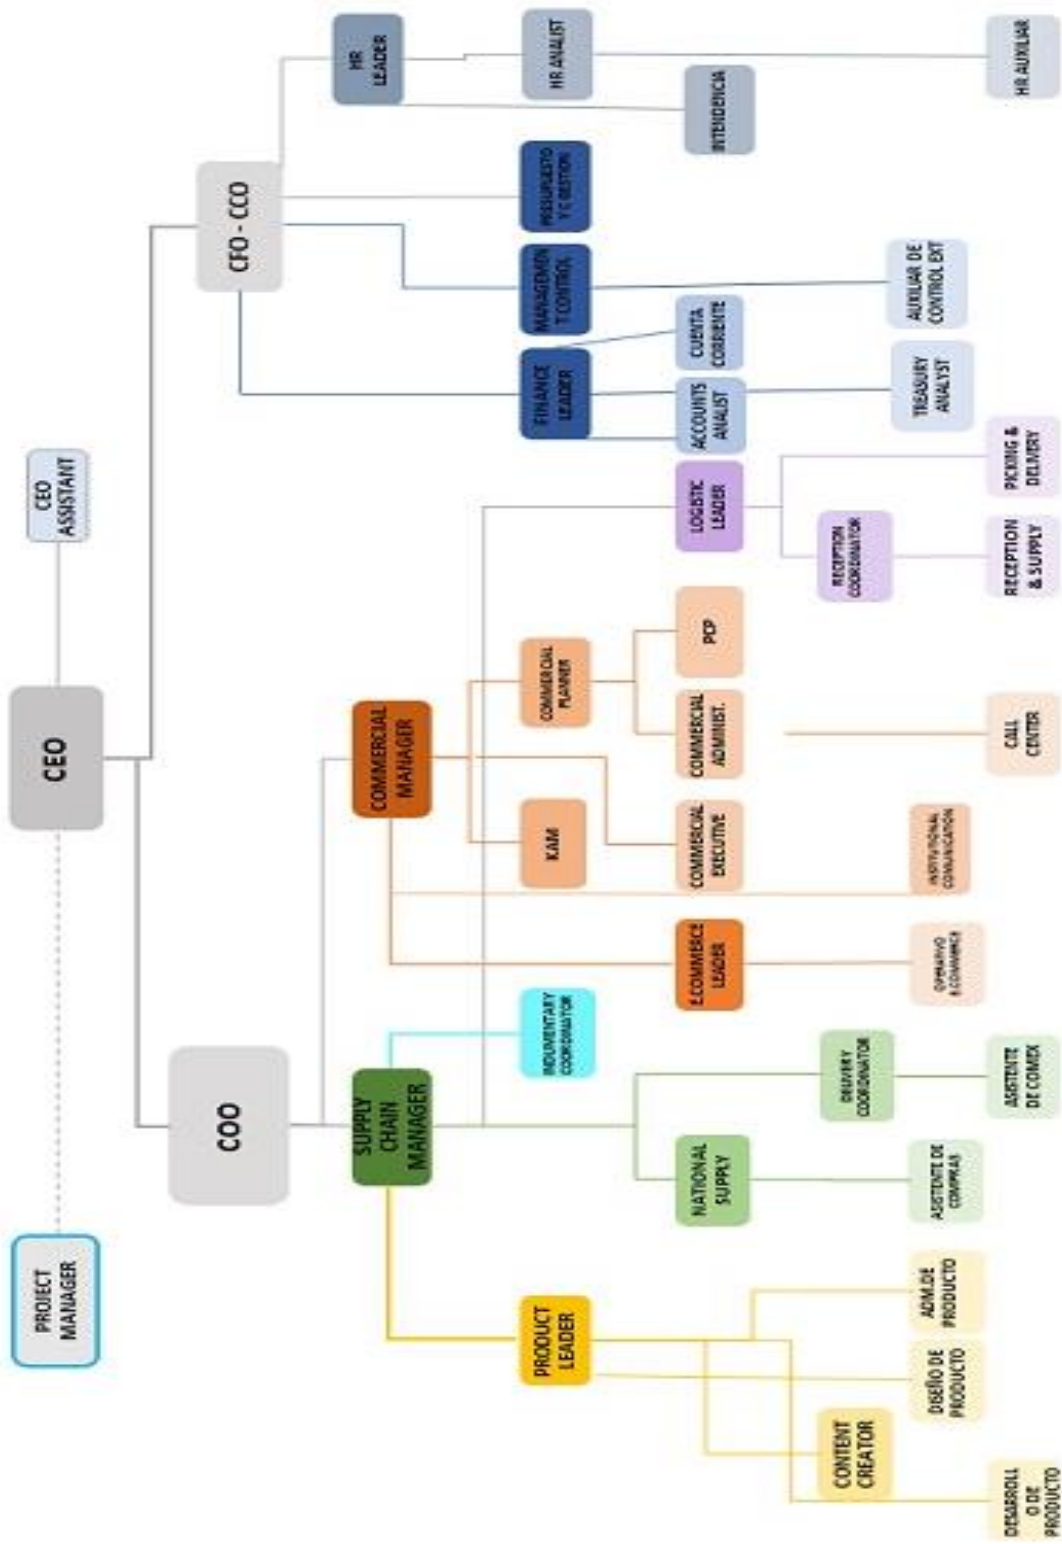 PROJECT
MANAGER
CEO
CEO
ASSISTANT
COO
CFO - CCO
SUPPLY
CHAIN
MANAGER
COMMERCIAL
MANAGER
HR
LEADER
PRODUCT
LEADER
INDUMENTARY
COORDINATOR
KAM
COMMERCIAL
PLANNER
FINANCE
LEADER
MANAGEMEN
T CONTROL
PRESUPUESTO
Y C GESTION
HR ANALIST
NATIONAL
SUPPLY
E.COMMERCE
LEADER
COMMERCIAL
EXECUTIVE
COMMERCIAL
ADMINIST.
PCP
LOGISTIC
LEADER
ACCOUNTS
ANALIST
CUENTA
CORRIENTE
INTENDENCIA
CONTENT
CREATOR
DELIVERY
COORDINATOR
RECEPTION
COORDINATOR
DISEÑO DE
PRODUCTO
ADM.DE
PRODUCTO
ASISTENTE DE
COMPRAS
OPERATIVO
E.COMMERCE
INSTITUTIONAL
COMUNICATION
TREASURY
ANALYST
AUXILIAR DE
CONTROL EXT
DESARROLL
O DE
PRODUCTO
ASISTENTE
DE COMEX
CALL
CENTER
RECEPTION
& SUPPLY
PICKING &
DELIVERY
HR AUXILIAR